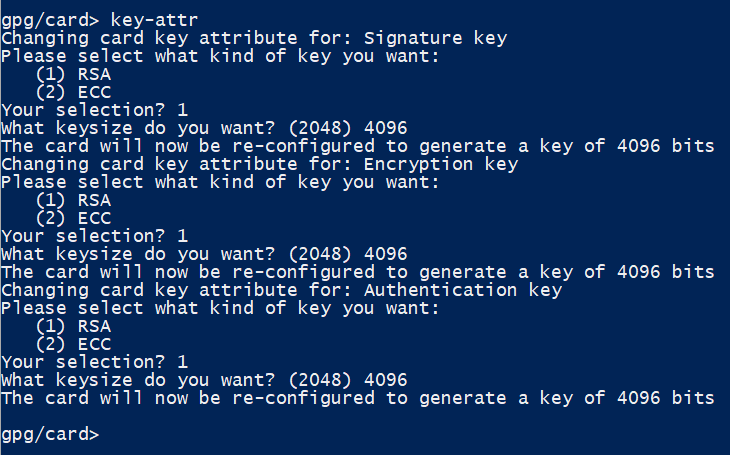 gpg/card> key-attr
Changing card key attribute for: Signature key
Please select what kind of key you want:
   (1) RSA
   (2) ECC
Your selection? 1
What keysize do you want? (2048) 4096
The card will now be re-configured to generate a key of 4096 bits
Changing card key attribute for: Encryption key
Please select what kind of key you want:
   (1) RSA
   (2) ECC
Your selection? 1
What keysize do you want? (2048) 4096
The card will now be re-configured to generate a key of 4096 bits
Changing card key attribute for: Authentication key
Please select what kind of key you want:
   (1) RSA
   (2) ECC
Your selection? 1
What keysize do you want? (2048) 4096
The card will now be re-configured to generate a key of 4096 bits

gpg/card>